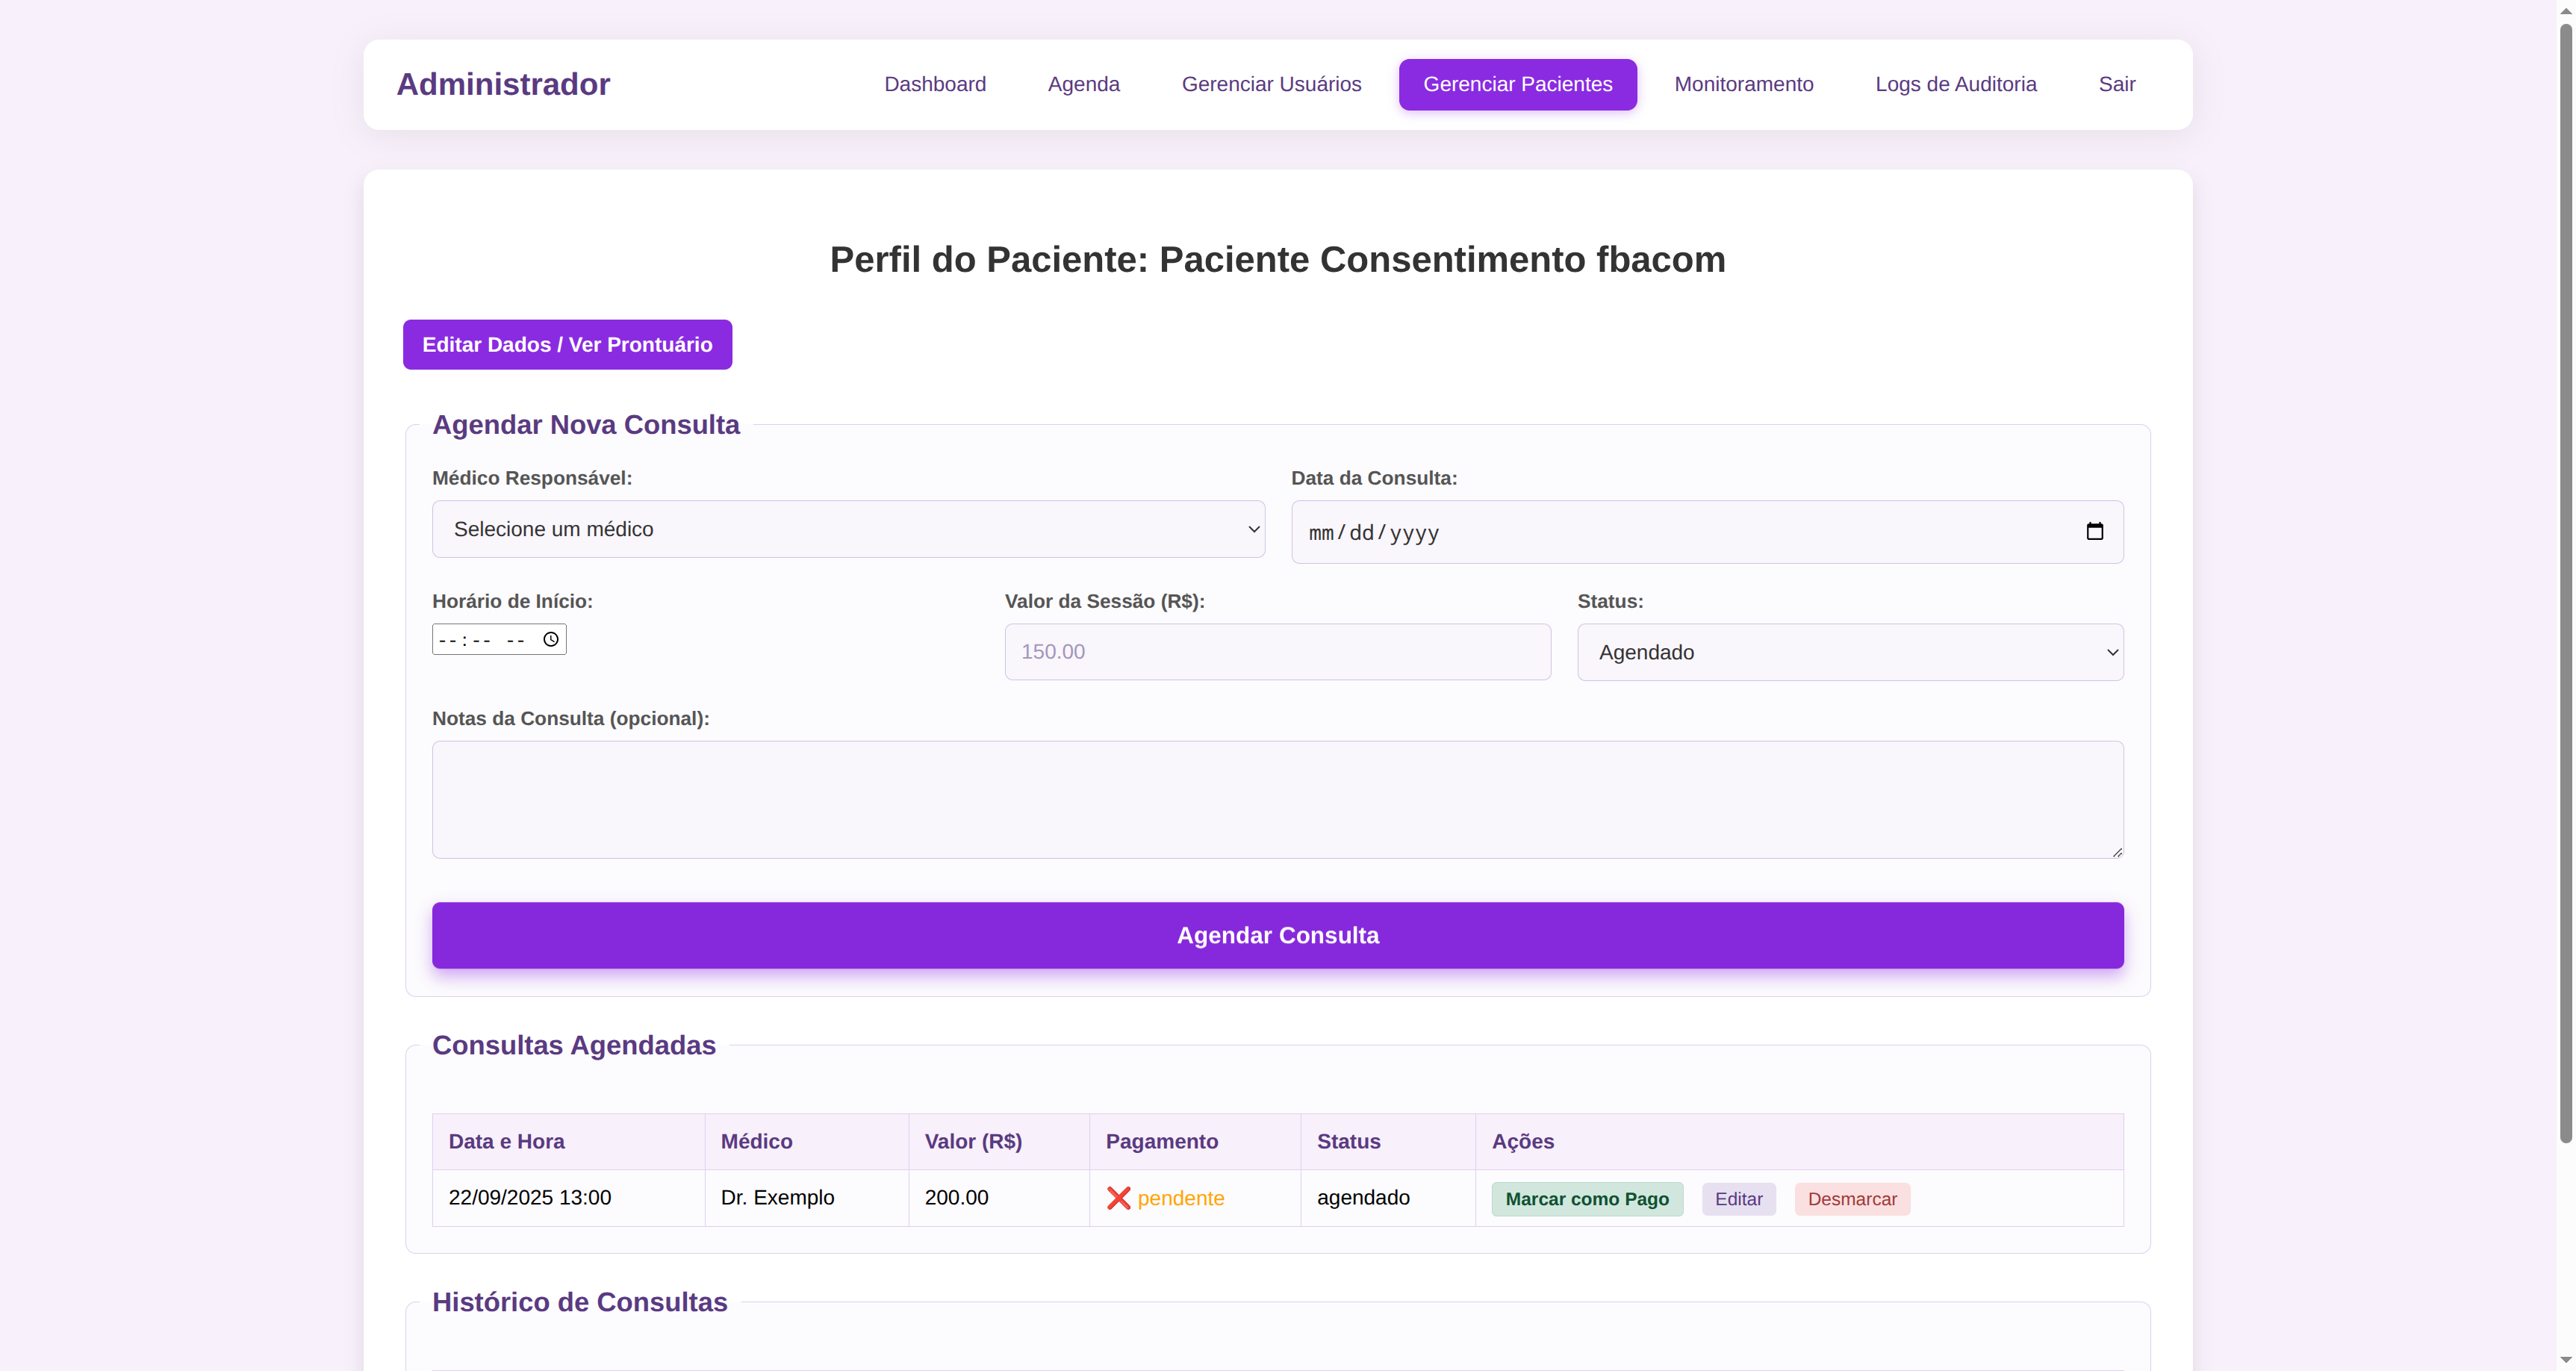 Administrador
Dashboard Agenda Gerenciar Usuários Gerenciar Pacientes Monitoramento Logs de Auditoria Sair
Perfil do Paciente: Paciente Consentimento fbacom
Editar Dados / Ver Prontuário
Agendar Nova Consulta
Médico Responsável: Data da Consulta:
Selecione um médico mm/dd/yyyy
Horário de Início: Valor da Sessão (R$): Status:
--:-- -- 150.00 Agendado
Notas da Consulta (opcional):
Agendar Consulta
Consultas Agendadas
Data e Hora Médico Valor (R$) Pagamento Status Ações
22/09/2025 13:00 Dr. Exemplo 200.00 ❌ pendente agendado Marcar como Pago Editar Desmarcar
Histórico de Consultas